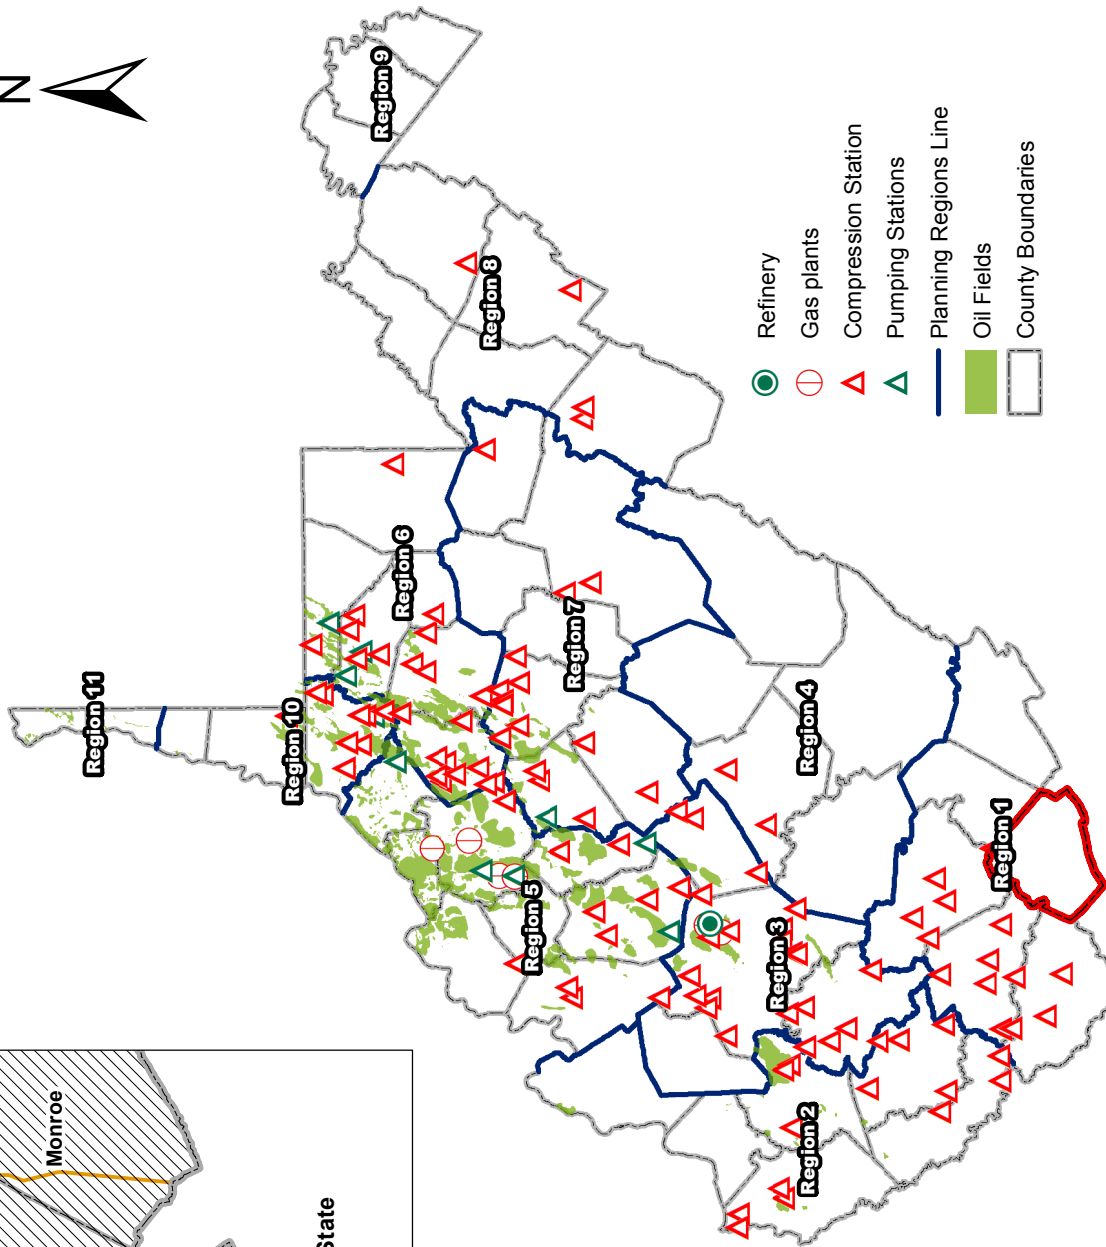 N
Region 9
Region 11
Region 10
Region 8
Region 6
Region 7
Region 5
Region 4
Region 3
Region 2
Region 1
Refinery
Gas plants
Compression Station
Pumping Stations
Planning Regions Line
Oil Fields
County Boundaries
Monroe
State